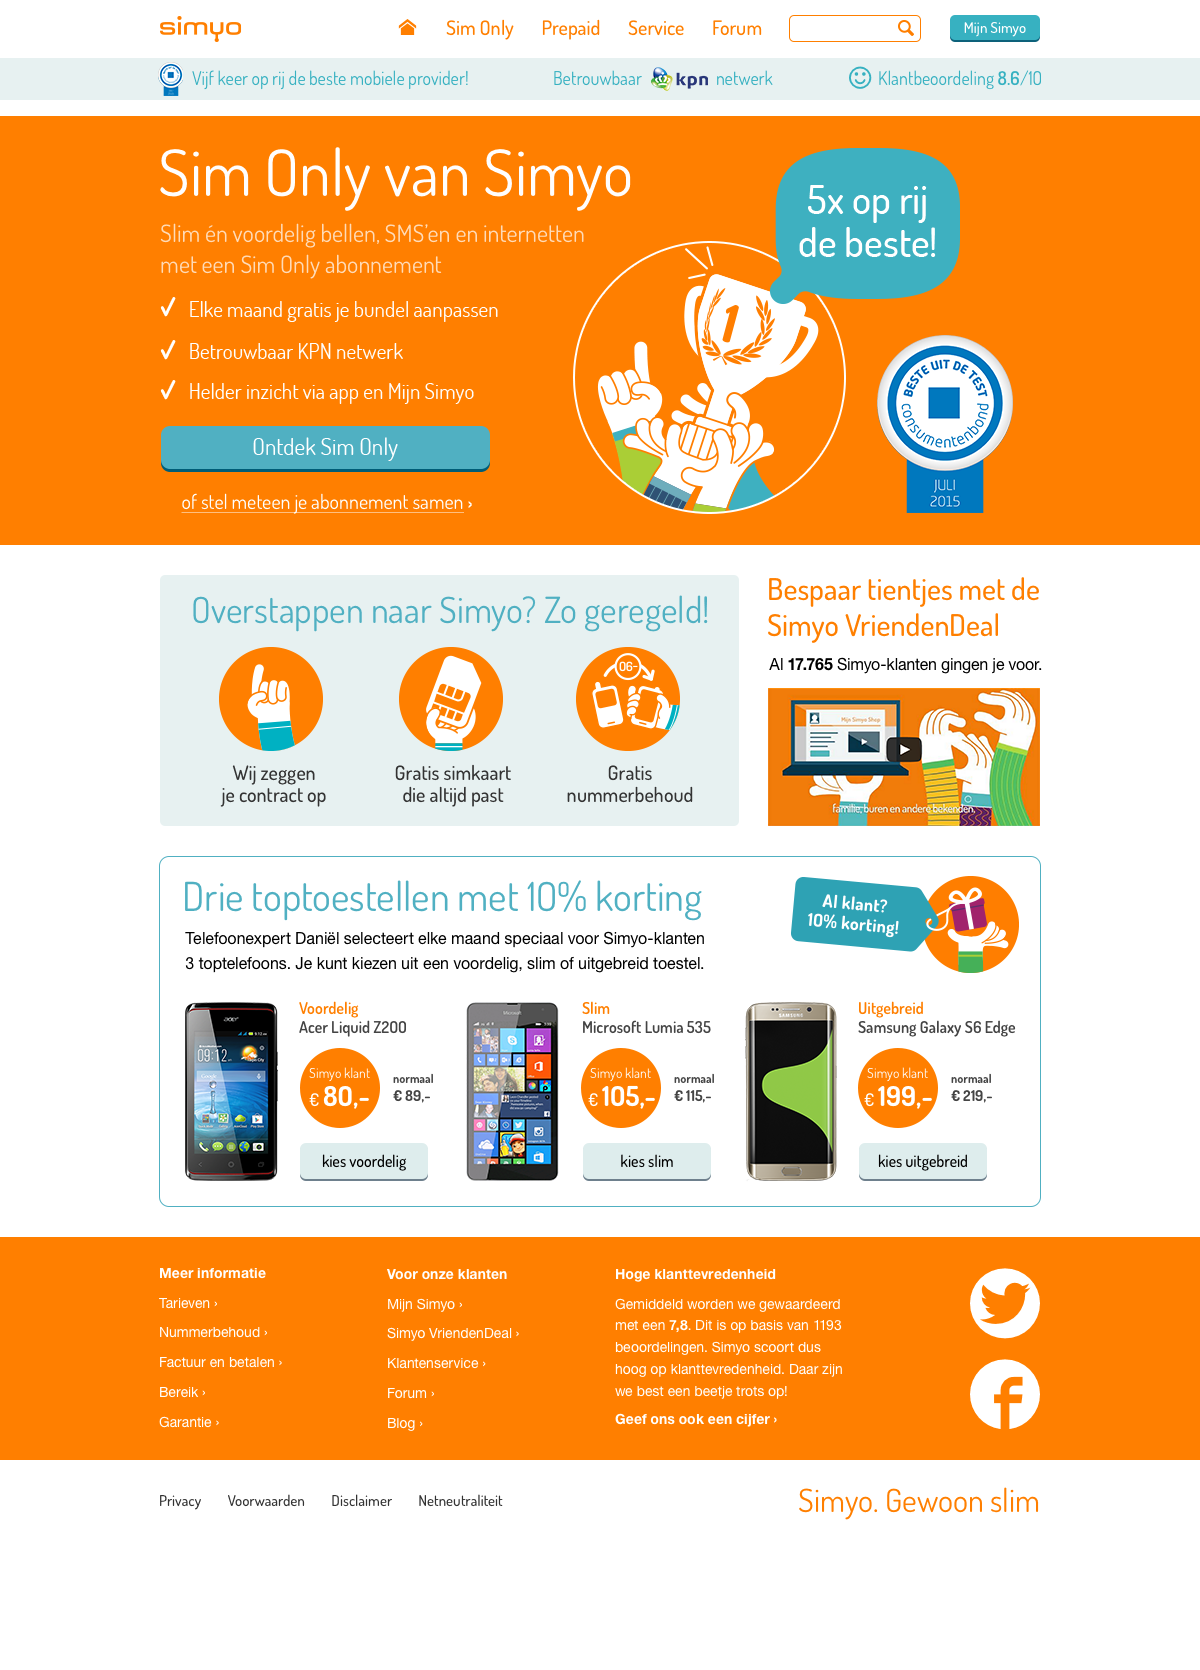 simyo
Sim Only Prepaid Service Forum
Mijn Simyo
Vijf keer op rij de beste mobiele provider!
Betrouwbaar kpn netwerk
Klantbeoordeling 8.6/10
Sim Only van Simyo
Slim én voordelig bellen, SMS'en en internetten
met een Sim Only abonnement
Elke maand gratis je bundel aanpassen
Betrouwbaar KPN netwerk
Helder inzicht via app en Mijn Simyo
Ontdek Sim Only
of stel meteen je abonnement samen ›
5x op rij
de beste!
1
BESTE UIT DE TEST
consumentenbond
JULI
2015
Overstappen naar Simyo? Zo geregeld!
06-
Wij zeggen
je contract op
Gratis simkaart
die altijd past
Gratis
nummerbehoud
Bespaar tientjes met de
Simyo VriendenDeal
Al 17.765 Simyo-klanten gingen je voor.
Mijn Simyo Shop
familie, buren en andere bekenden,
Drie toptoestellen met 10% korting
Telefoonexpert Daniël selecteert elke maand speciaal voor Simyo-klanten
3 toptelefoons. Je kunt kiezen uit een voordelig, slim of uitgebreid toestel.
Al klant?
10% korting!
acer
09:12
Google
Voordelig
Acer Liquid Z200
Simyo klant
€ 80,-
normaal
€ 89,-
kies voordelig
Microsoft
Slim
Microsoft Lumia 535
Simyo klant
€ 105,-
normaal
€ 115,-
kies slim
SAMSUNG
Uitgebreid
Samsung Galaxy S6 Edge
Simyo klant
€ 199,-
normaal
€ 219,-
kies uitgebreid
Meer informatie
Tarieven ›
Nummerbehoud ›
Factuur en betalen ›
Bereik ›
Garantie ›
Voor onze klanten
Mijn Simyo ›
Simyo VriendenDeal ›
Klantenservice ›
Forum ›
Blog ›
Hoge klanttevredenheid
Gemiddeld worden we gewaardeerd
met een 7,8. Dit is op basis van 1193
beoordelingen. Simyo scoort dus
hoog op klanttevredenheid. Daar zijn
we best een beetje trots op!
Geef ons ook een cijfer ›
Privacy Voorwaarden Disclaimer Netneutraliteit
Simyo. Gewoon slim